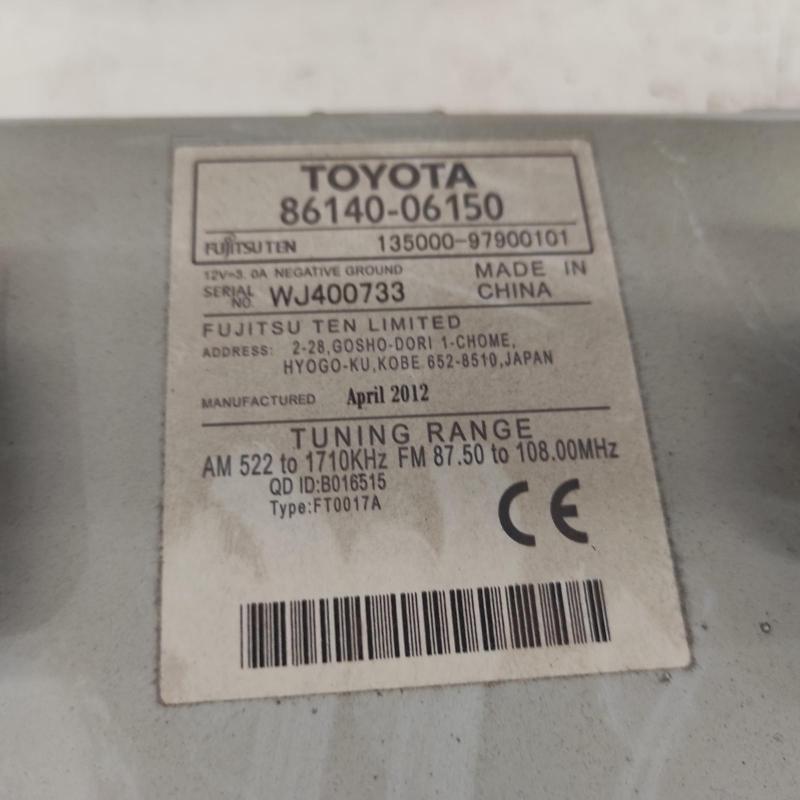 TOYOTA
86140-06150
FUJITSU TEN 135000-97900101
12V⎓3.0A NEGATIVE GROUND MADE IN
SERIAL NO. WJ400733 CHINA
FUJITSU TEN LIMITED
ADDRESS: 2-28,GOSHO-DORI 1-CHOME,
HYOGO-KU,KOBE 652-8510,JAPAN
MANUFACTURED April 2012
TUNING RANGE
AM 522 to 1710KHz FM 87.50 to 108.00MHz
QD ID:B016515
Type:FT0017A
CE